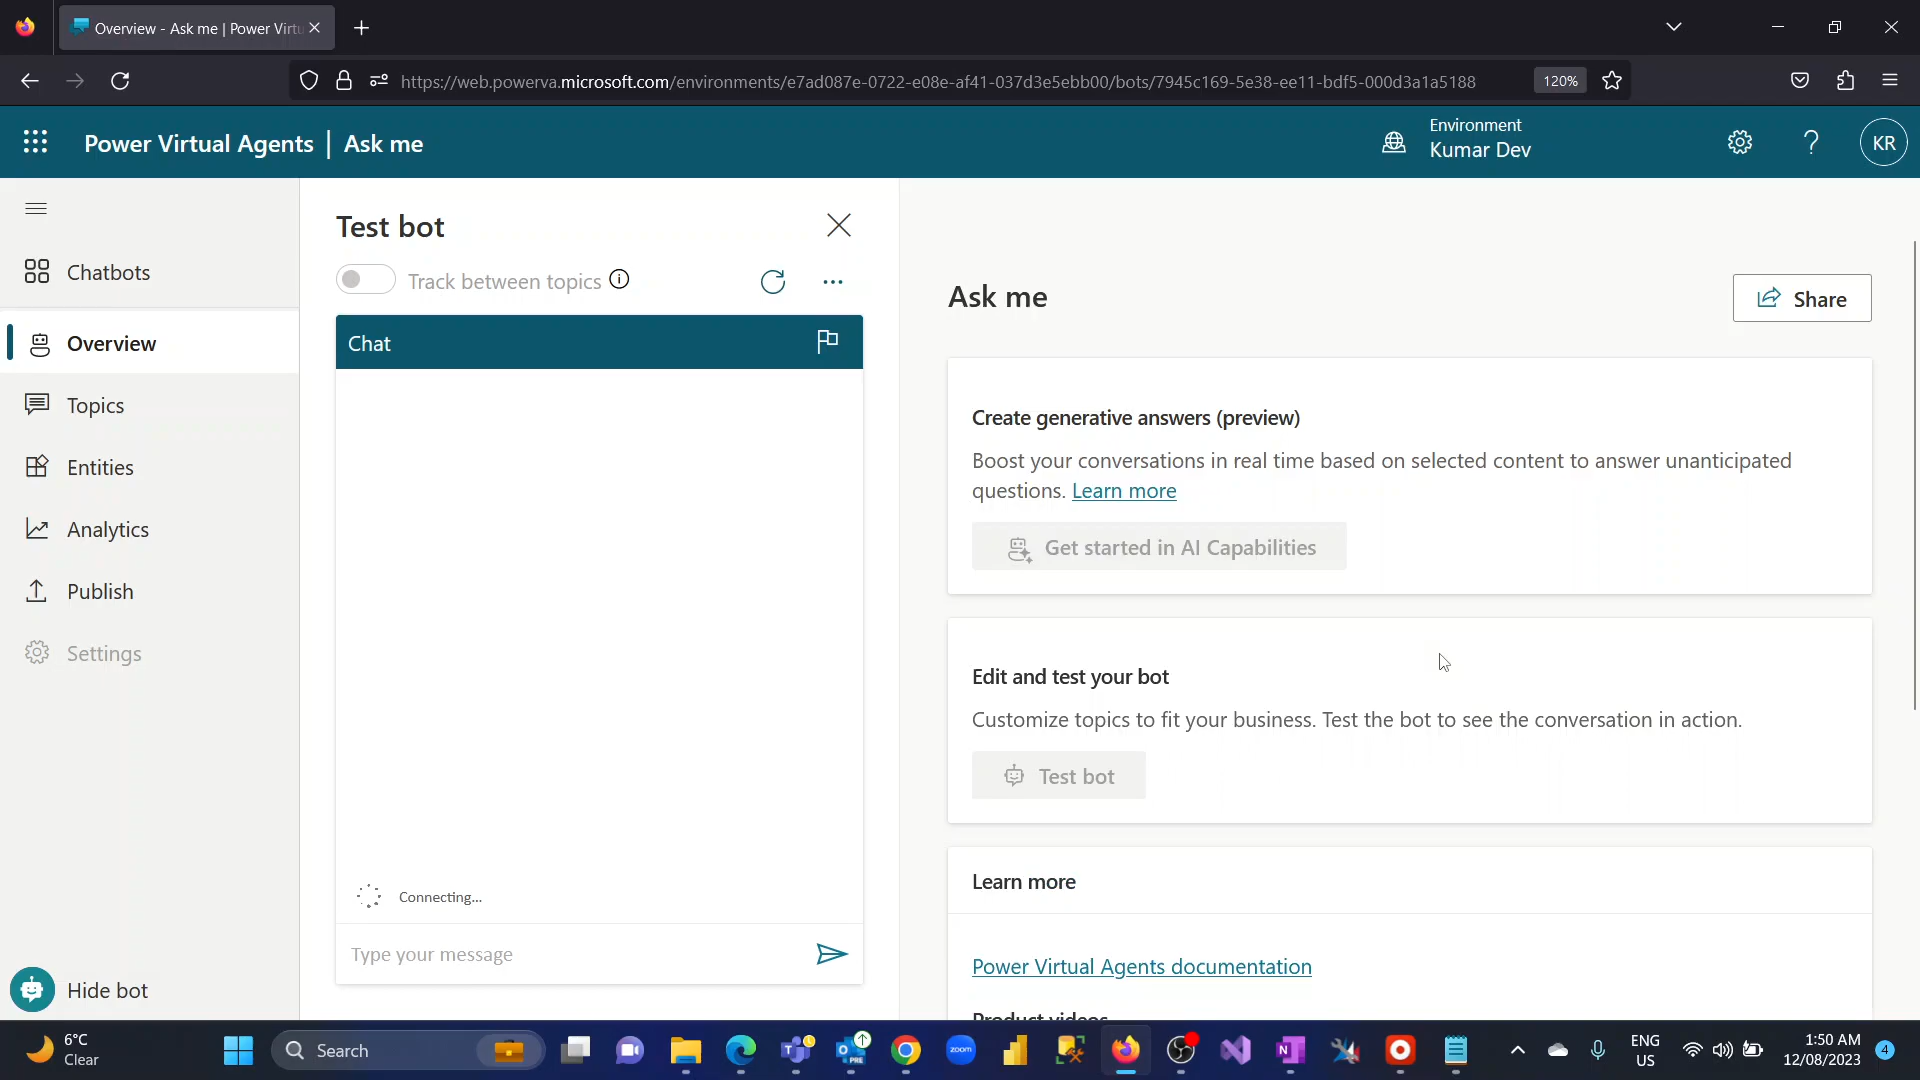 Overview - Ask me | Power Virtu
https://web.powerva.microsoft.com/environments/e7ad087e-0722-e08e-af41-037d3e5ebb00/bots/7945c169-5e38-ee11-bdf5-000d3a1a5188
120%
Power Virtual Agents | Ask me
Environment
Kumar Dev
KR
Chatbots
Overview
Topics
Entities
Analytics
Publish
Settings
Hide bot
Test bot
Track between topics
Chat
Connecting...
Type your message
Ask me
Share
Create generative answers (preview)
Boost your conversations in real time based on selected content to answer unanticipated
questions. Learn more
Get started in AI Capabilities
Edit and test your bot
Customize topics to fit your business. Test the bot to see the conversation in action.
Test bot
Learn more
Power Virtual Agents documentation
Product videos
6°C
Clear
Search
PRE
zoom
ENG
US
1:50 AM
12/08/2023
4